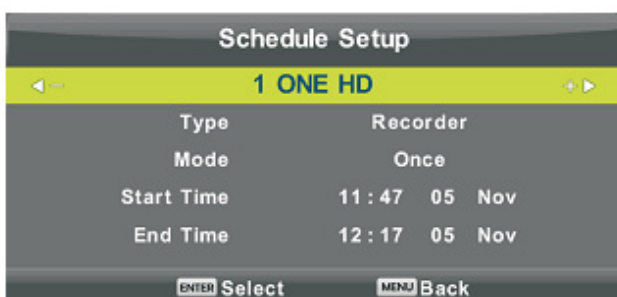 Schedule Setup
1 ONE HD
Type Recorder
Mode Once
Start Time 11:47 05 Nov
End Time 12:17 05 Nov
ENTER Select MENU Back